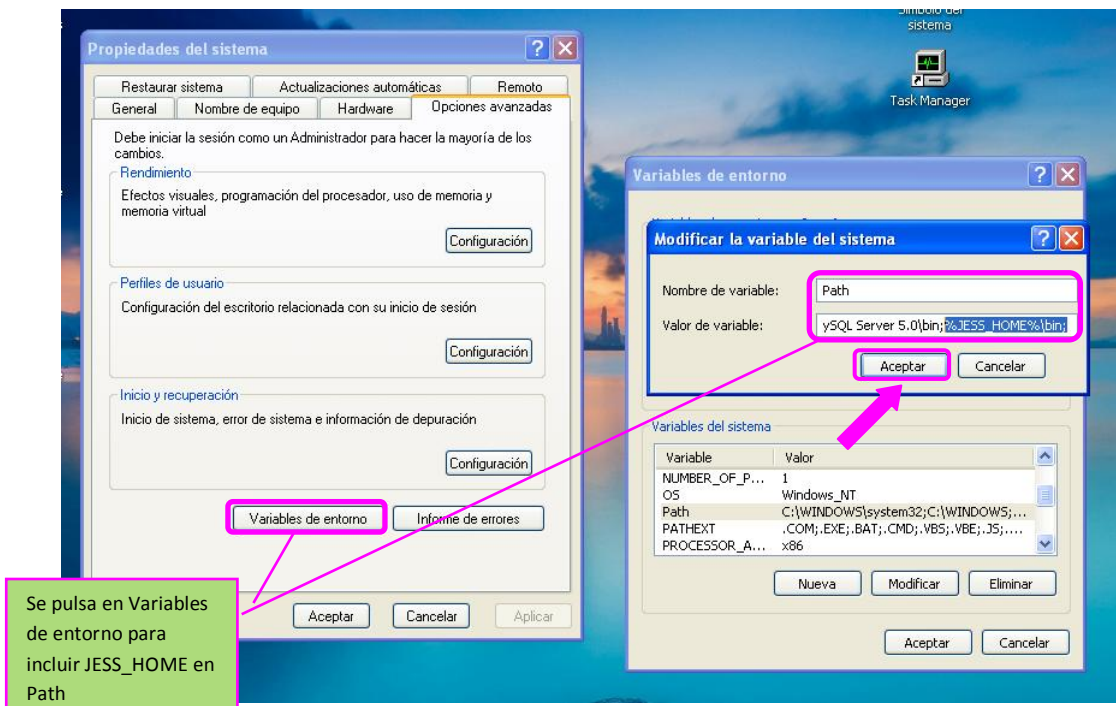 sistema
Task Manager
Propiedades del sistema
Restaurar sistema
Actualizaciones automáticas
Remoto
General
Nombre de equipo
Hardware
Opciones avanzadas
Debe iniciar la sesión como un Administrador para hacer la mayoría de los
cambios.
Rendimiento
Efectos visuales, programación del procesador, uso de memoria y
memoria virtual
Configuración
Perfiles de usuario
Configuración del escritorio relacionada con su inicio de sesión
Configuración
Inicio y recuperación
Inicio de sistema, error de sistema e información de depuración
Configuración
Variables de entorno
Informe de errores
Aceptar
Cancelar
Aplicar
Se pulsa en Variables
de entorno para
incluir JESS_HOME en
Path
Variables de entorno
Modificar la variable del sistema
Nombre de variable:
Path
Valor de variable:
ySQL Server 5.0\bin;%JESS_HOME%\bin;
Aceptar
Cancelar
Variables del sistema
Variable Valor
NUMBER_OF_P... 1
OS Windows_NT
Path C:\WINDOWS\system32;C:\WINDOWS;...
PATHEXT .COM;.EXE;.BAT;.CMD;.VBS;.VBE;.JS;....
PROCESSOR_A... x86
Nueva
Modificar
Eliminar
Aceptar
Cancelar